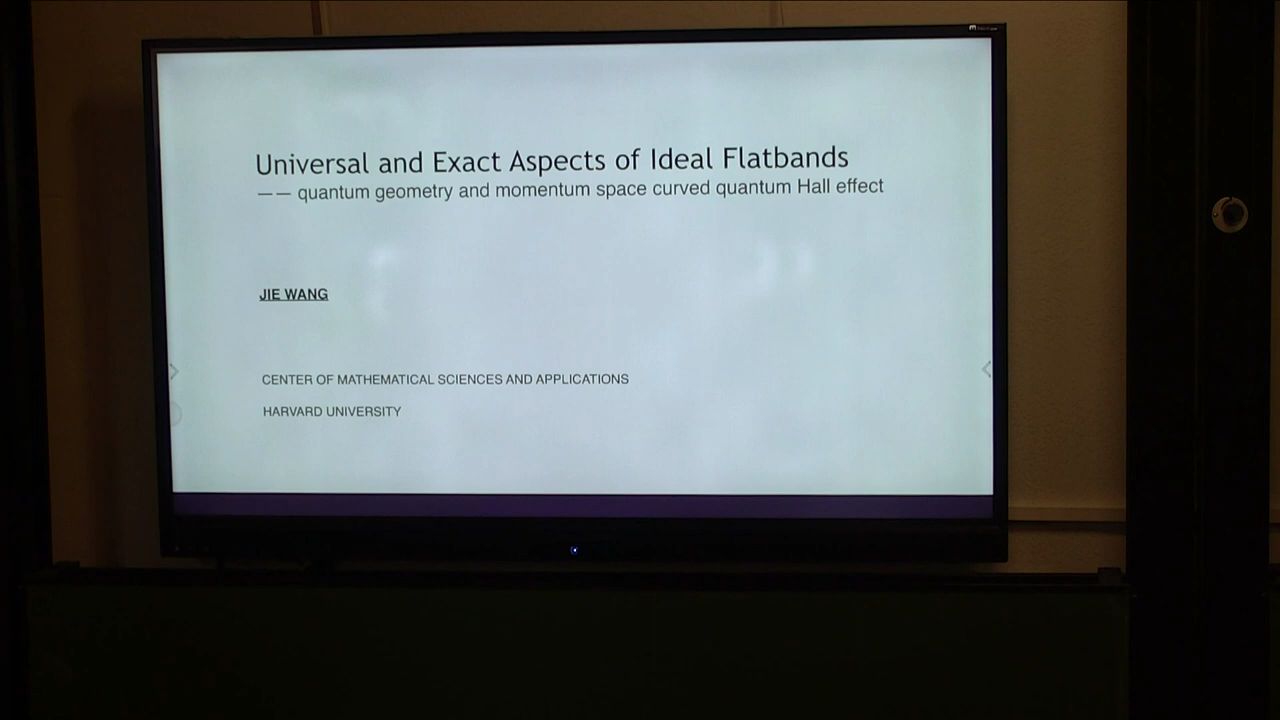 Universal and Exact Aspects of Ideal Flatbands
—— quantum geometry and momentum space curved quantum Hall effect
JIE WANG
CENTER OF MATHEMATICAL SCIENCES AND APPLICATIONS
HARVARD UNIVERSITY